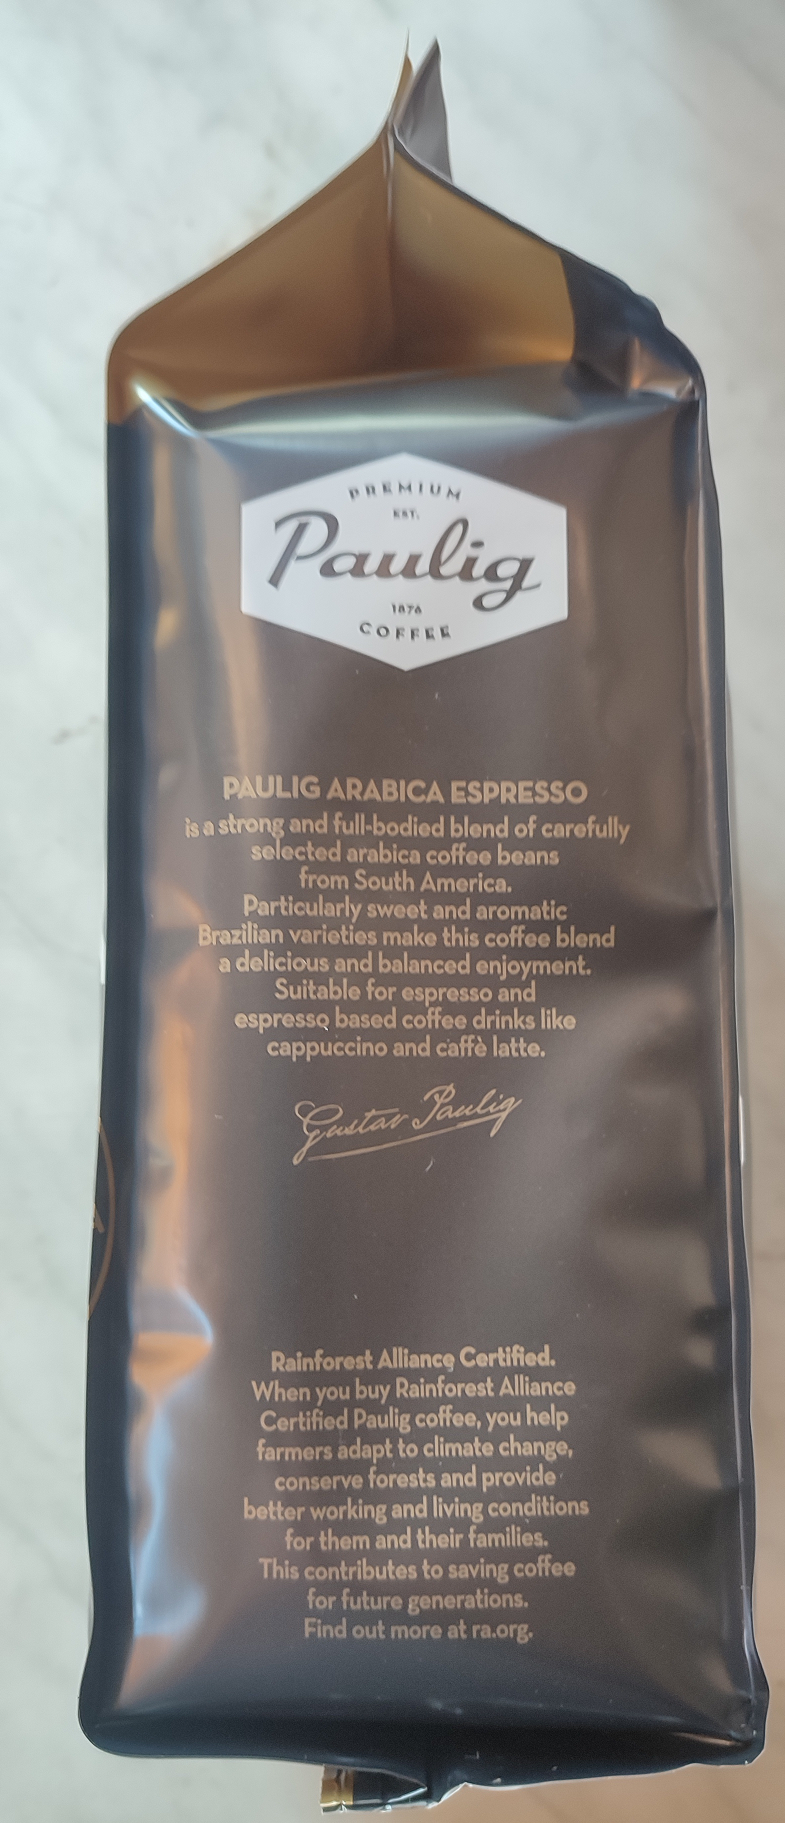 PREMIUM
EST.
Paulig
1876
COFFEE
PAULIG ARABICA ESPRESSO
is a strong and full-bodied blend of carefully
selected arabica coffee beans
from South America.
Particularly sweet and aromatic
Brazilian varieties make this coffee blend
a delicious and balanced enjoyment.
Suitable for espresso and
espresso based coffee drinks like
cappuccino and caffè latte.
Gustav Paulig
Rainforest Alliance Certified.
When you buy Rainforest Alliance
Certified Paulig coffee, you help
farmers adapt to climate change,
conserve forests and provide
better working and living conditions
for them and their families.
This contributes to saving coffee
for future generations.
Find out more at ra.org.